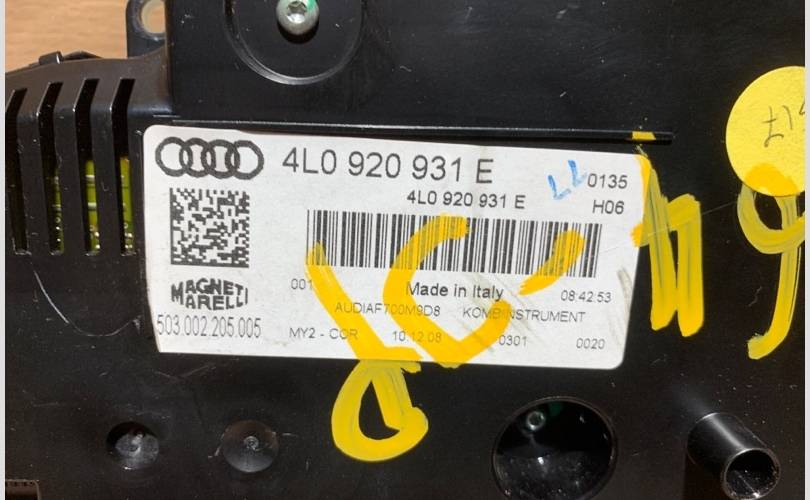 4L0 920 931 E
0135
4L0 920 931 E
H06
MAGNETI
MARELLI
001
Made in Italy
08:42:53
503.002.205.005
AUDIAF700M9D8 KOMBIINSTRUMENT
MY2 - COR 10.12.08 0301 0020